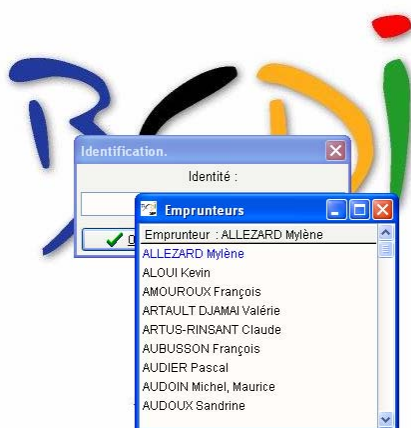 BCDI
Identification.
Identité :
Emprunteurs
Emprunteur : ALLEZARD Mylène
ALLEZARD Mylène
ALOUI Kevin
AMOUROUX François
ARTAULT DJAMAI Valérie
ARTUS-RINSANT Claude
AUBUSSON François
AUDIER Pascal
AUDOIN Michel, Maurice
AUDOUX Sandrine